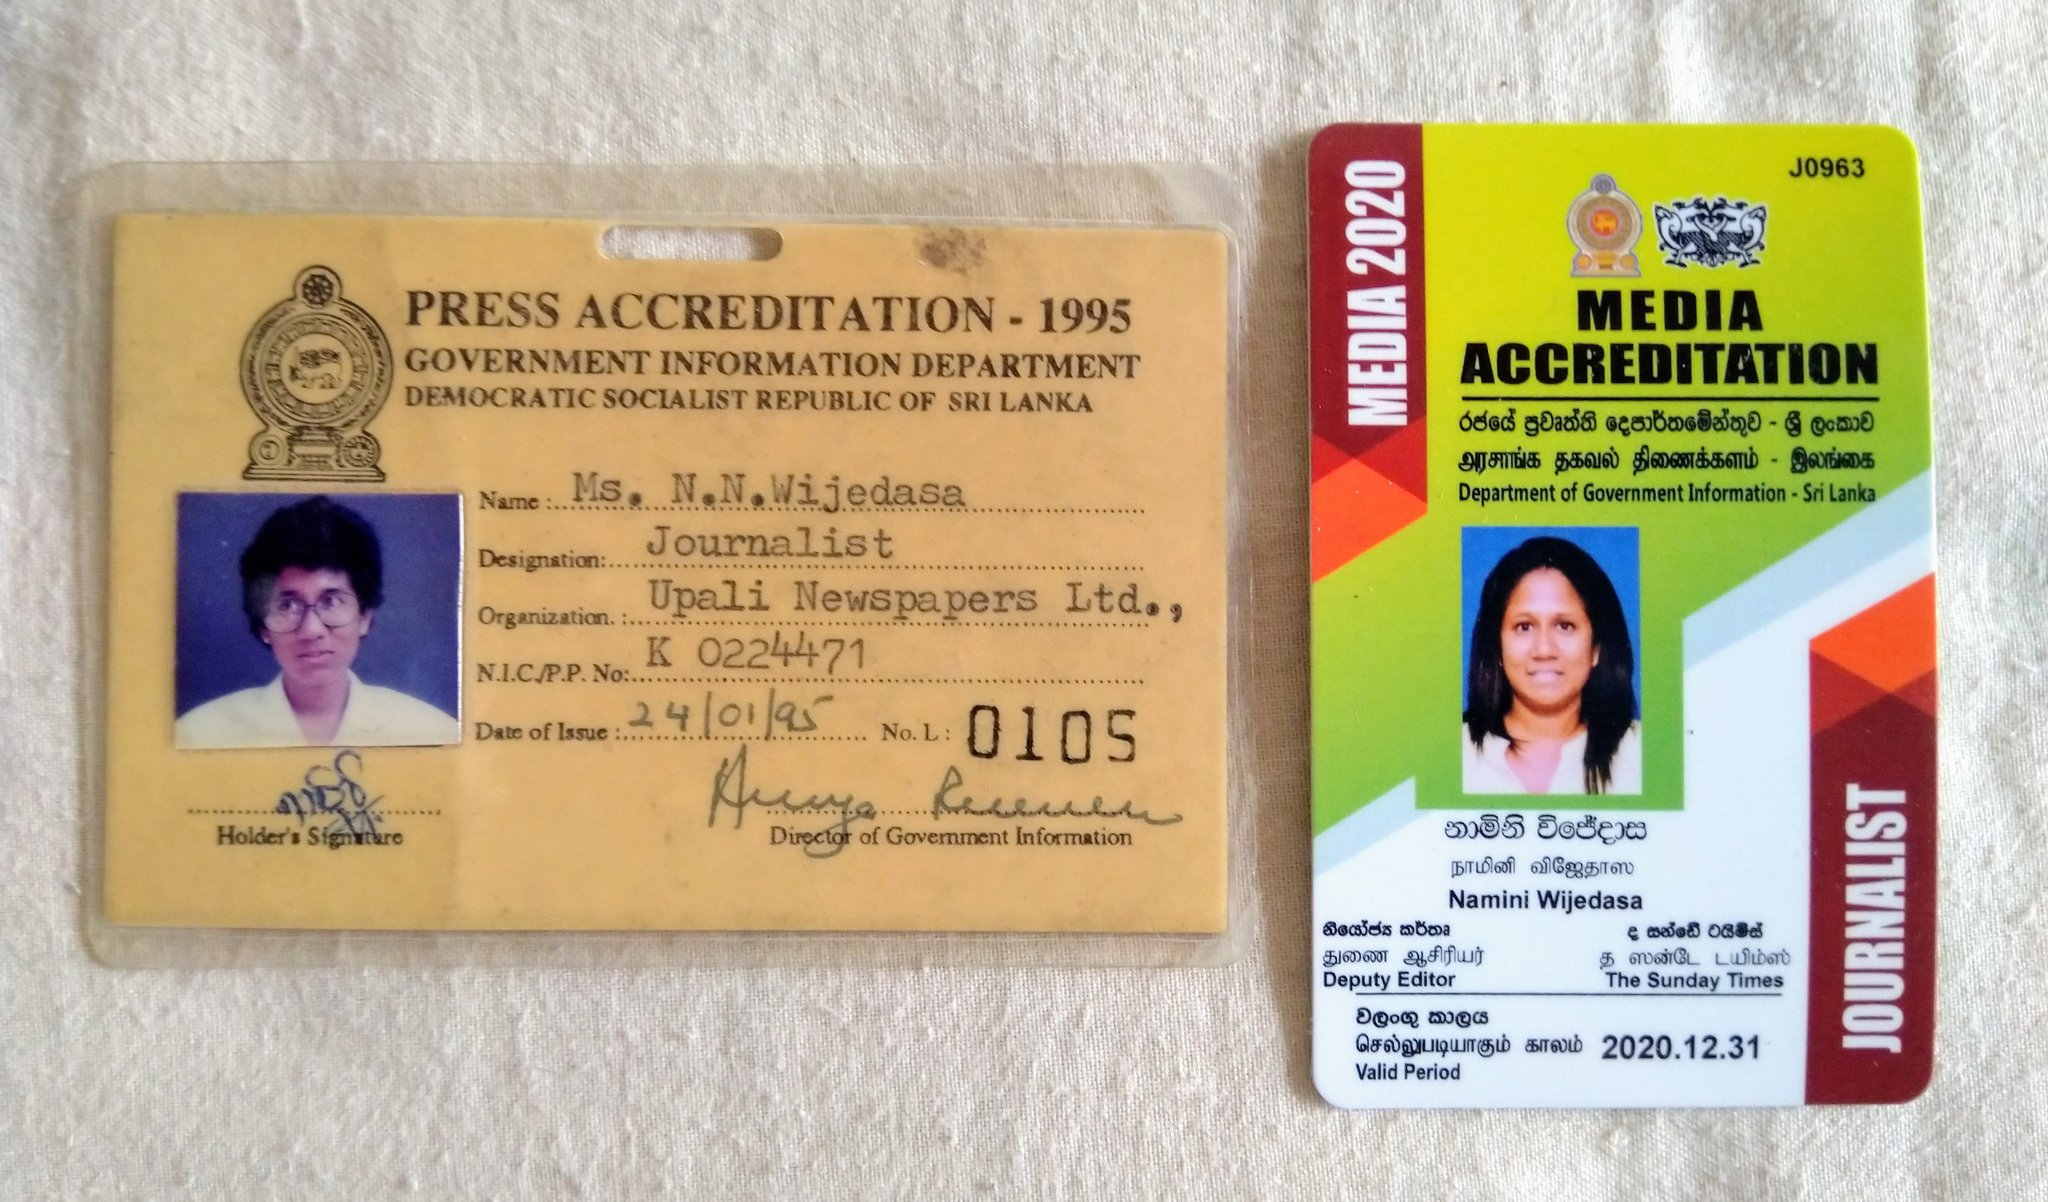 PRESS ACCREDITATION - 1995
GOVERNMENT INFORMATION DEPARTMENT
DEMOCRATIC SOCIALIST REPUBLIC OF SRI LANKA
Name :. Ms. N.N.Wijedasa
Designation: Journalist
Organization. : Upali Newspapers Ltd.,
N.I.C./P.P. No: K 0224471
Date of Issue : 24/01/95 No. L : 0105
Holder's Signature
Director of Government Information
MEDIA 2020
J0963
MEDIA
ACCREDITATION
රජයේ ප්‍රවෘත්ති දෙපාර්තමේන්තුව - ශ්‍රී ලංකාව
அரசாங்க தகவல் திணைக்களம் - இலங்கை
Department of Government Information - Sri Lanka
නාමිනි විජේදාස
நாமினி விஜேதாஸ
Namini Wijedasa
නියෝජ්‍ය කර්තෘ ද සන්ඩේ ටයිම්ස්
துணை ஆசிரியர் த ஸன்டே டயிம்ஸ்
Deputy Editor The Sunday Times
වලංගු කාලය
செல்லுபடியாகும் காலம் 2020.12.31
Valid Period
JOURNALIST